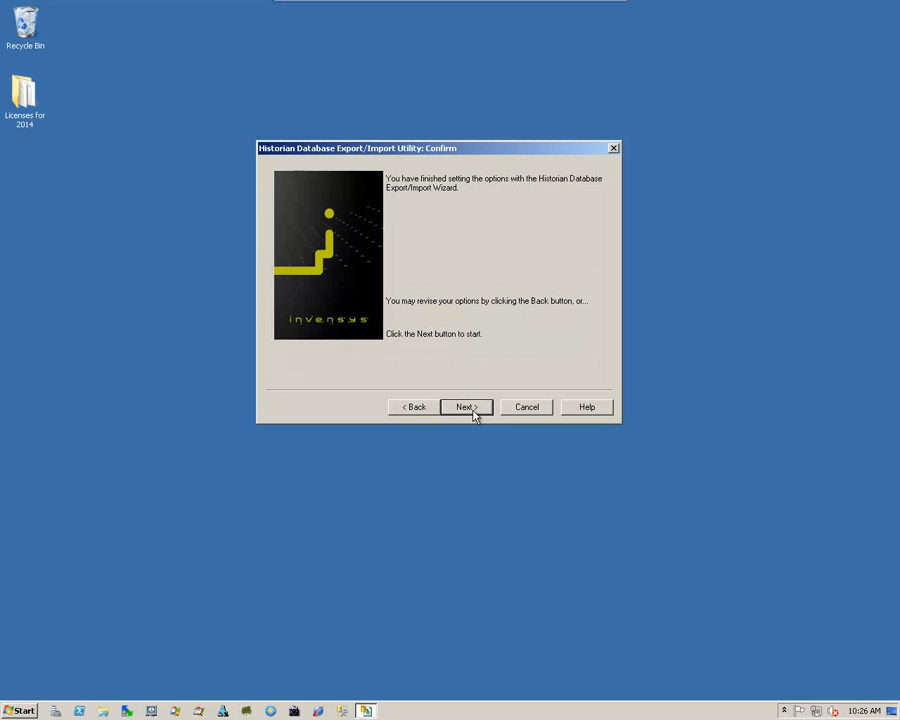 Recycle Bin
Licenses for
2014
Historian Database Export/Import Utility: Confirm
You have finished setting the options with the Historian Database
Export/Import Wizard.
invensys
You may revise your options by clicking the Back button, or...
Click the Next button to start.
< Back
Next >
Cancel
Help
Start
10:26 AM